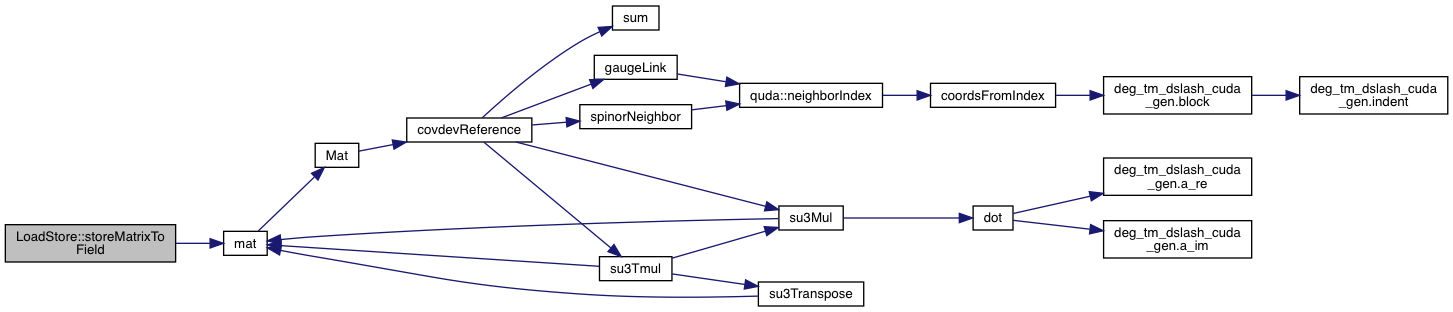 LoadStore::storeMatrixTo
Field
mat
Mat
covdevReference
sum
gaugeLink
spinorNeighbor
quda::neighborIndex
coordsFromIndex
deg_tm_dslash_cuda
_gen.block
deg_tm_dslash_cuda
_gen.indent
su3Mul
su3Tmul
su3Transpose
dot
deg_tm_dslash_cuda
_gen.a_re
deg_tm_dslash_cuda
_gen.a_im